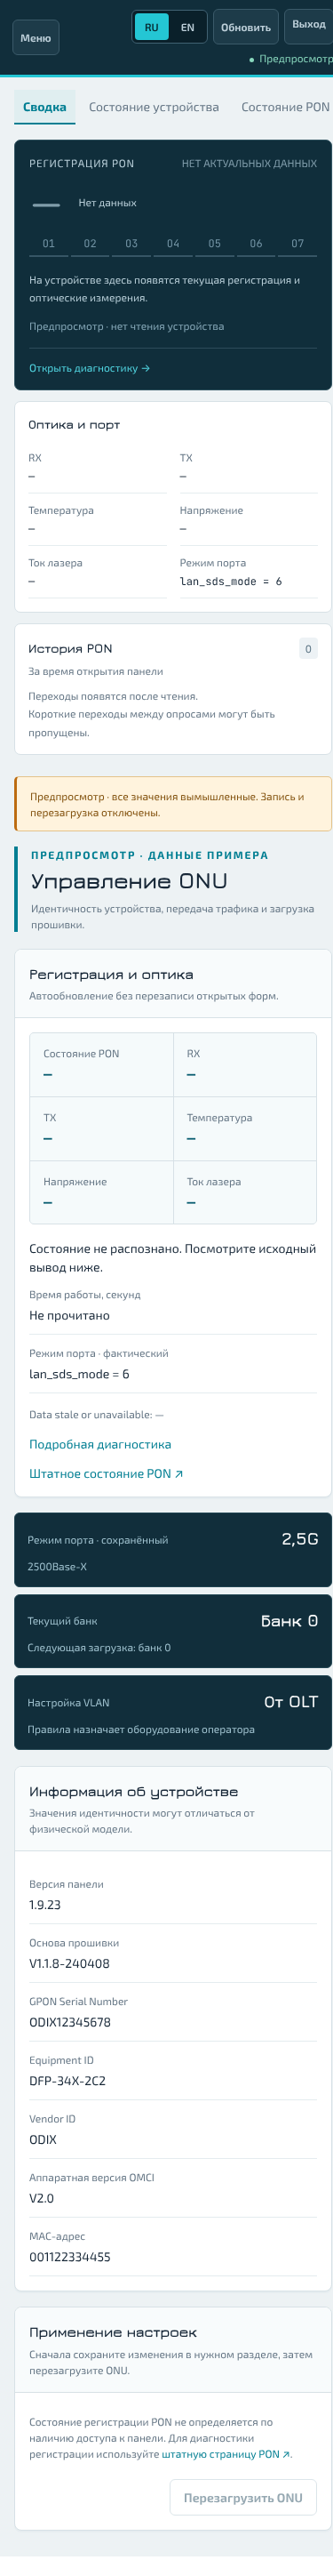 Меню
RU
EN
Обновить
Выход
● Предпросмотр
Сводка
Состояние устройства
Состояние PON
РЕГИСТРАЦИЯ PON
НЕТ АКТУАЛЬНЫХ ДАННЫХ
—
Нет данных
01 02 03 04 05 06 07
На устройстве здесь появятся текущая регистрация и
оптические измерения.
Предпросмотр · нет чтения устройства
Открыть диагностику →
Оптика и порт
RX
TX
—
—
Температура
Напряжение
—
—
Ток лазера
Режим порта
—
lan_sds_mode = 6
История PON
0
За время открытия панели
Переходы появятся после чтения.
Короткие переходы между опросами могут быть
пропущены.
Предпросмотр · все значения вымышленные. Запись и
перезагрузка отключены.
ПРЕДПРОСМОТР · ДАННЫЕ ПРИМЕРА
Управление ONU
Идентичность устройства, передача трафика и загрузка
прошивки.
Регистрация и оптика
Автообновление без перезаписи открытых форм.
Состояние PON
RX
—
—
TX
Температура
—
—
Напряжение
Ток лазера
—
—
Состояние не распознано. Посмотрите исходный
вывод ниже.
Время работы, секунд
Не прочитано
Режим порта · фактический
lan_sds_mode = 6
Data stale or unavailable: —
Подробная диагностика
Штатное состояние PON ↗
Режим порта · сохранённый
2,5G
2500Base-X
Текущий банк
Банк 0
Следующая загрузка: банк 0
Настройка VLAN
От OLT
Правила назначает оборудование оператора
Информация об устройстве
Значения идентичности могут отличаться от
физической модели.
Версия панели
1.9.23
Основа прошивки
V1.1.8-240408
GPON Serial Number
ODIX12345678
Equipment ID
DFP-34X-2C2
Vendor ID
ODIX
Аппаратная версия OMCI
V2.0
MAC-адрес
001122334455
Применение настроек
Сначала сохраните изменения в нужном разделе, затем
перезагрузите ONU.
Состояние регистрации PON не определяется по
наличию доступа к панели. Для диагностики
регистрации используйте штатную страницу PON ↗.
Перезагрузить ONU